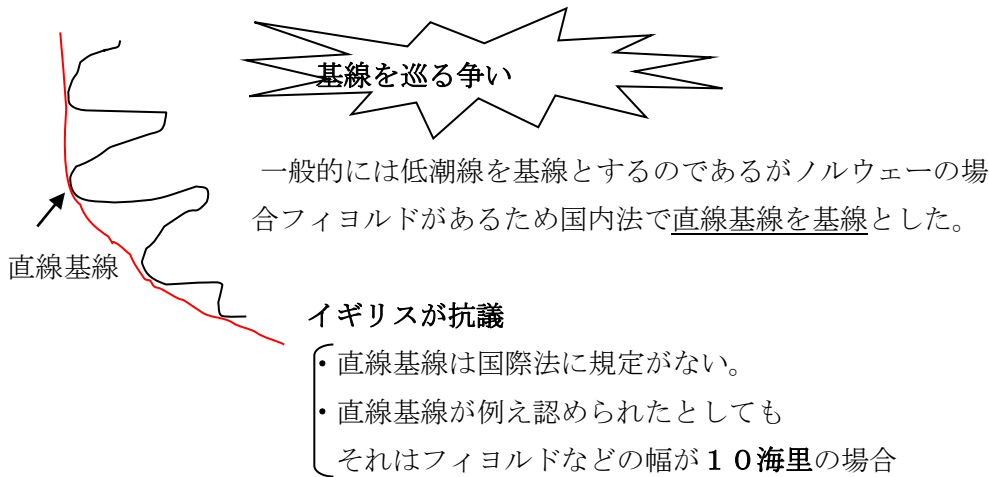 基線を巡る争い
一般的には低潮線を基線とするのであるがノルウェーの場
合フィヨルドがあるため国内法で直線基線を基線とした。
直線基線
イギリスが抗議
・直線基線は国際法に規定がない。
・直線基線が例え認められたとしても
それはフィヨルドなどの幅が１０海里の場合